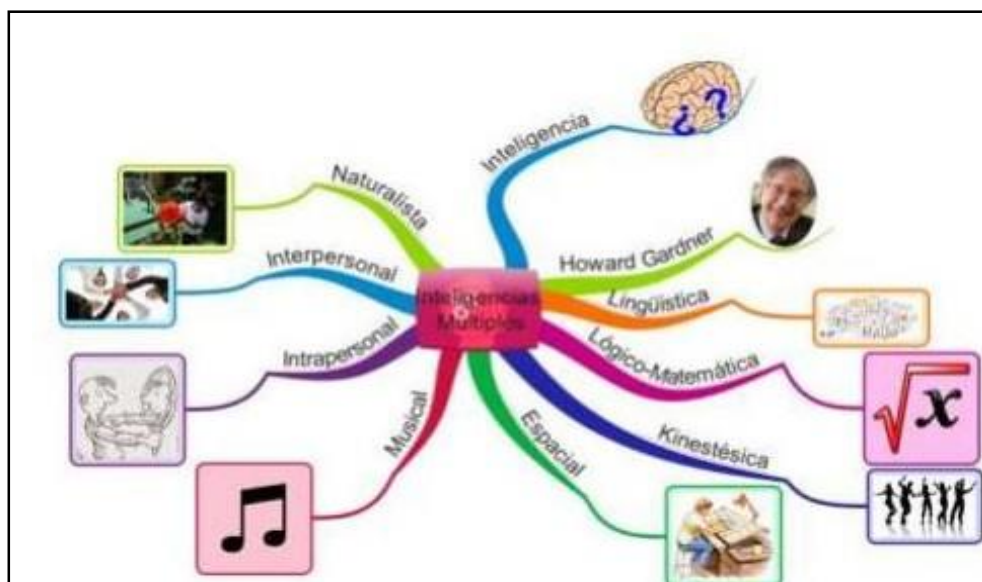 Inteligencia
Howard Gardner
Lingüística
Lógico-Matemática
Kinestésica
Espacial
Musical
Intrapersonal
Interpersonal
Naturalista
Inteligencias
Múltiples
¿?
x